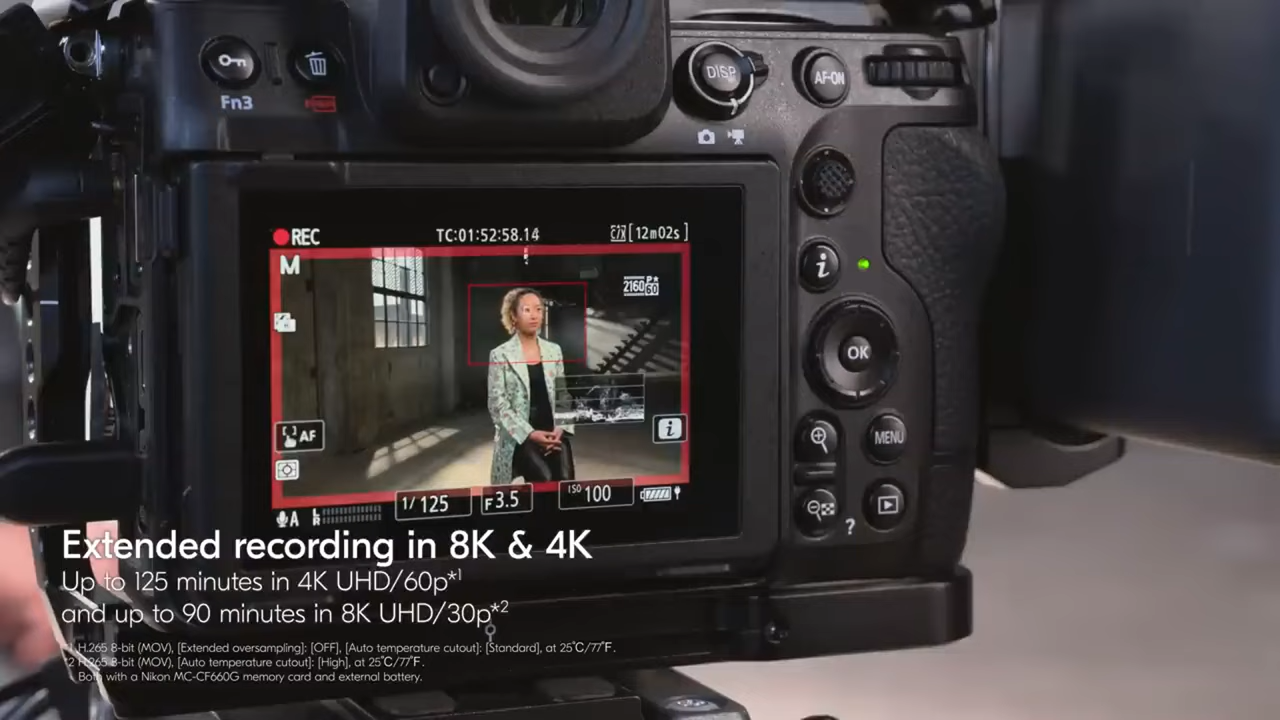 Fn3
DISP
AF-ON
REC
TC:01:52:58.14
[12m02s]
M
2160
60
i
OK
AF
i
MENU
1/125
F3.5
ISO 100
A
L
R
?
Extended recording in 8K & 4K
Up to 125 minutes in 4K UHD/60p*1
and up to 90 minutes in 8K UHD/30p*2
*1 H.265 8-bit (MOV), [Extended oversampling]: [OFF], [Auto temperature cutout]: [Standard], at 25°C/77°F.
*2 H.265 8-bit (MOV), [Auto temperature cutout]: [High], at 25°C/77°F.
Both with a Nikon MC-CF660G memory card and external battery.